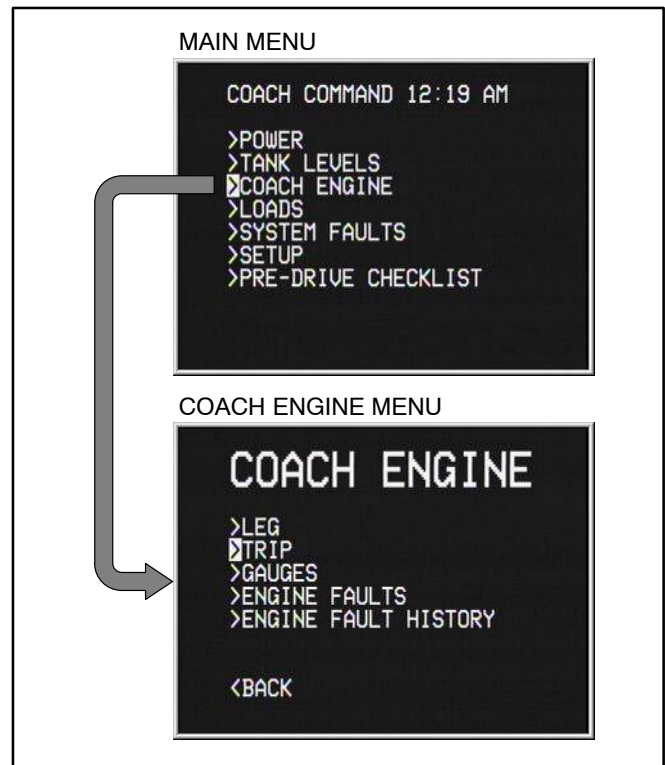 MAIN MENU
COACH COMMAND 12:19 AM
>POWER
>TANK LEVELS
>COACH ENGINE
>LOADS
>SYSTEM FAULTS
>SETUP
>PRE-DRIVE CHECKLIST
COACH ENGINE MENU
COACH ENGINE
>LEG
>TRIP
>GAUGES
>ENGINE FAULTS
>ENGINE FAULT HISTORY
<BACK